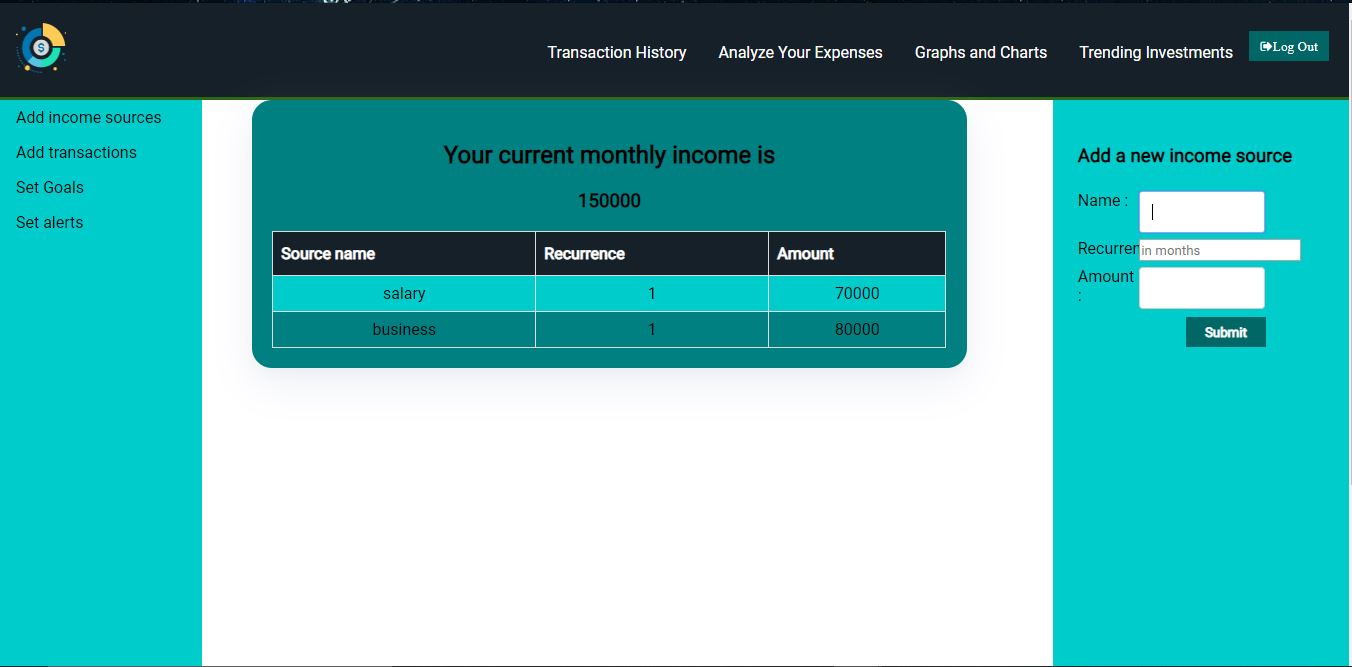 $
Transaction History Analyze Your Expenses Graphs and Charts Trending Investments Log Out
Add income sources
Add transactions
Set Goals
Set alerts
Your current monthly income is
150000
Source name Recurrence Amount
salary 1 70000
business 1 80000
Add a new income source
Name :
Recurren in months
Amount
:
Submit